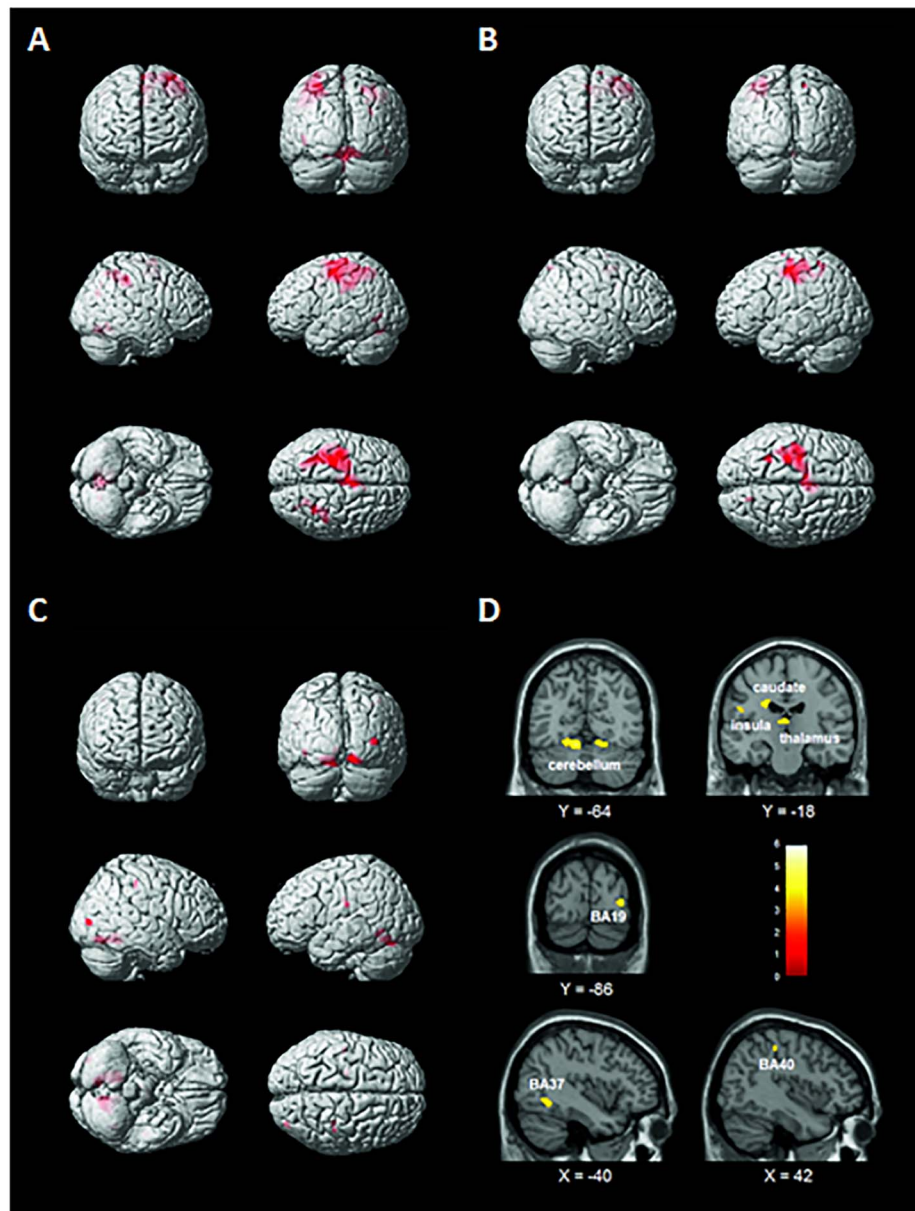 A
B
C
D
caudate
insula
thalamus
cerebellum
Y = -64
Y = -18
BA19
6
5
4
3
2
1
0
Y = -86
BA37
BA40
X = -40
X = 42